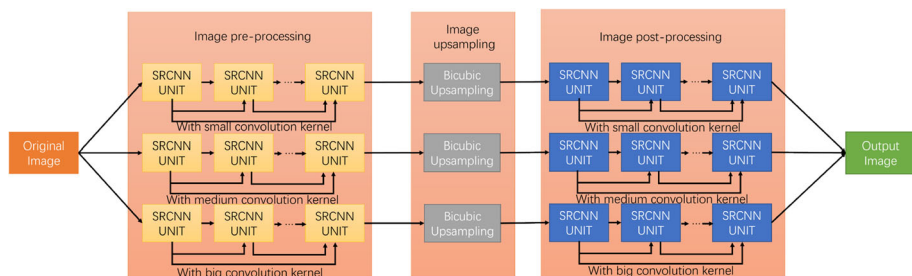 Image pre-processing
Image
upsampling
Image post-processing
SRCNN
UNIT
SRCNN
UNIT
...
SRCNN
UNIT
With small convolution kernel
Bicubic
Upsampling
SRCNN
UNIT
SRCNN
UNIT
...
SRCNN
UNIT
With small convolution kernel
Original
Image
SRCNN
UNIT
SRCNN
UNIT
...
SRCNN
UNIT
With medium convolution kernel
Bicubic
Upsampling
SRCNN
UNIT
SRCNN
UNIT
...
SRCNN
UNIT
With medium convolution kernel
Output
Image
SRCNN
UNIT
SRCNN
UNIT
...
SRCNN
UNIT
With big convolution kernel
Bicubic
Upsampling
SRCNN
UNIT
SRCNN
UNIT
...
SRCNN
UNIT
With big convolution kernel